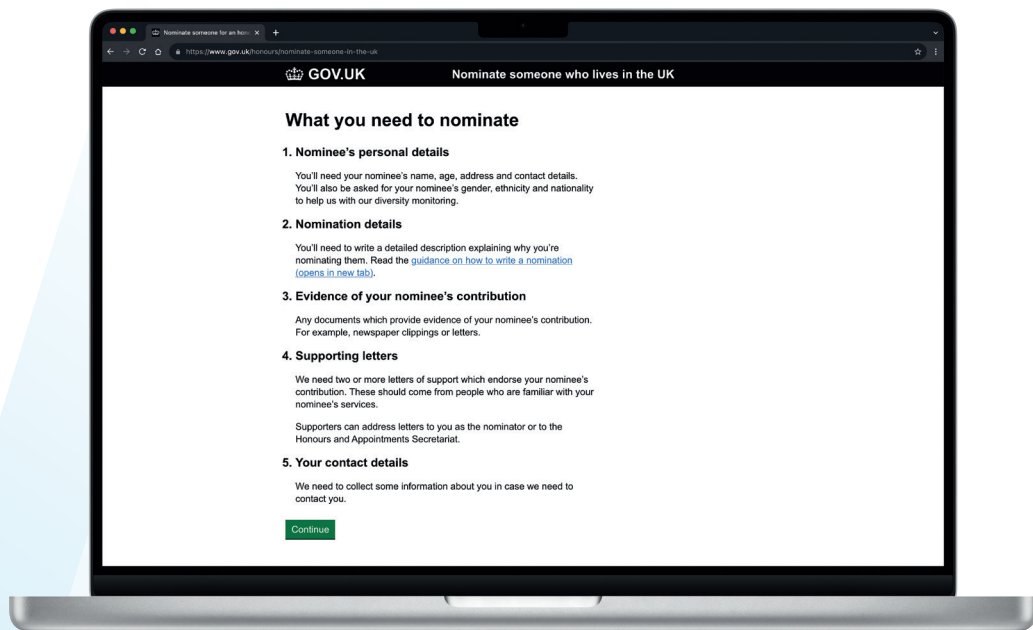 Nominate someone for an hon
https://www.gov.uk/honours/nominate-someone-in-the-uk
GOV.UK
Nominate someone who lives in the UK
What you need to nominate
1. Nominee's personal details
You'll need your nominee's name, age, address and contact details.
You'll also be asked for your nominee's gender, ethnicity and nationality
to help us with our diversity monitoring.
2. Nomination details
You'll need to write a detailed description explaining why you're
nominating them. Read the guidance on how to write a nomination
(opens in new tab).
3. Evidence of your nominee's contribution
Any documents which provide evidence of your nominee's contribution.
For example, newspaper clippings or letters.
4. Supporting letters
We need two or more letters of support which endorse your nominee's
contribution. These should come from people who are familiar with your
nominee's services.
Supporters can address letters to you as the nominator or to the
Honours and Appointments Secretariat.
5. Your contact details
We need to collect some information about you in case we need to
contact you.
Continue